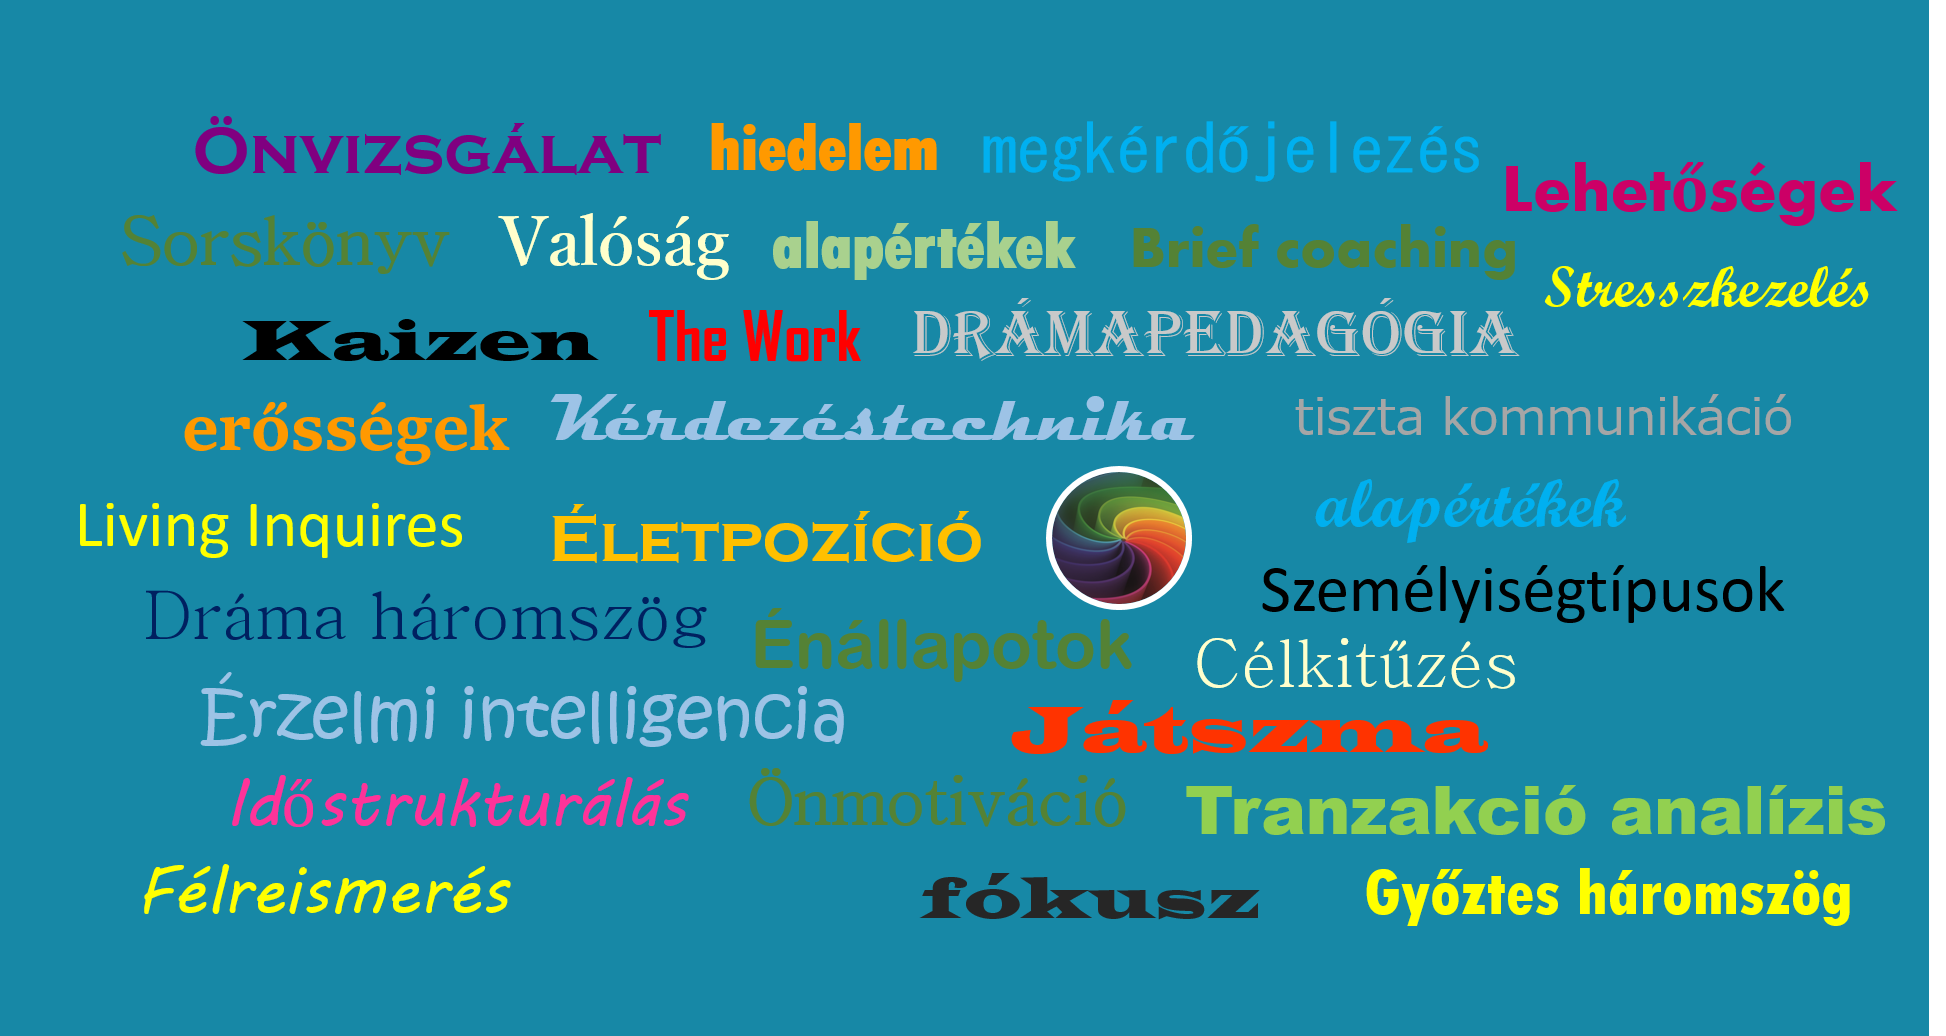 ÖNVIZSGÁLAT hiedelem megkérdőjelezés Lehetőségek
Sorskönyv Valóság alapértékek Brief coaching Stresszkezelés
Kaizen The Work DRÁMAPEDAGÓGIA
erősségek Kérdezéstechnika tiszta kommunikáció
Living Inquires ÉLETPOZÍCIÓ alapértékek
Dráma háromszög Énállapotok Személyiségtípusok
Célkitűzés
Érzelmi intelligencia Játszma
Időstrukturálás Önmotiváció Tranzakció analízis
Félreismerés fókusz Győztes háromszög